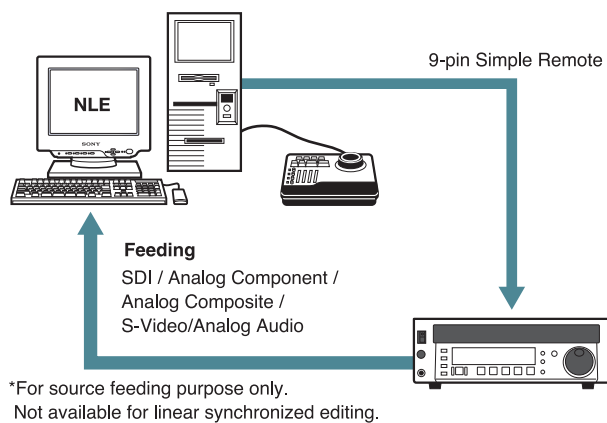 9-pin Simple Remote
NLE
SONY
Feeding
SDI / Analog Component /
Analog Composite /
S-Video/Analog Audio
*For source feeding purpose only.
Not available for linear synchronized editing.